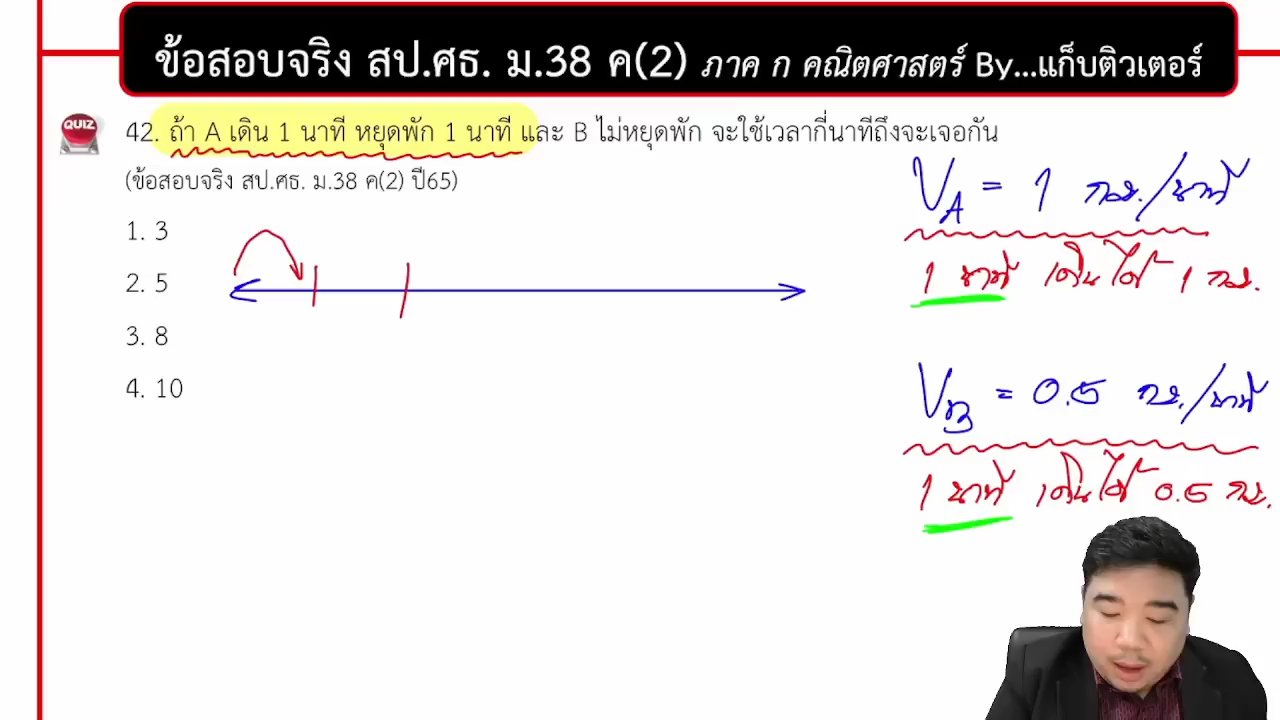 ข้อสอบจริง สป.ศธ. ม.38 ค(2) ภาค ก คณิตศาสตร์ By...แก็บติวเตอร์
QUIZ
42. ถ้า A เดิน 1 นาที หยุดพัก 1 นาที และ B ไม่หยุดพัก จะใช้เวลากี่นาทีถึงจะเจอกัน
(ข้อสอบจริง สป.ศธ. ม.38 ค(2) ปี65)
1. 3
2. 5
3. 8
4. 10
VA = 1 กม./นาที
1 นาที เดินได้ 1 กม.
VB = 0.5 กม./นาที
1 นาที เดินได้ 0.5 กม.